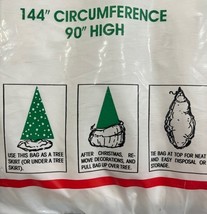 144" CIRCUMFERENCE
90" HIGH
USE THIS BAG AS A TREE
SKIRT (OR UNDER A TREE
SKIRT).
AFTER CHRISTMAS, RE-
MOVE DECORATIONS, AND
PULL BAG UP OVER TREE.
TIE BAG AT TOP FOR NEAT
AND EASY DISPOSAL OR
STORAGE.